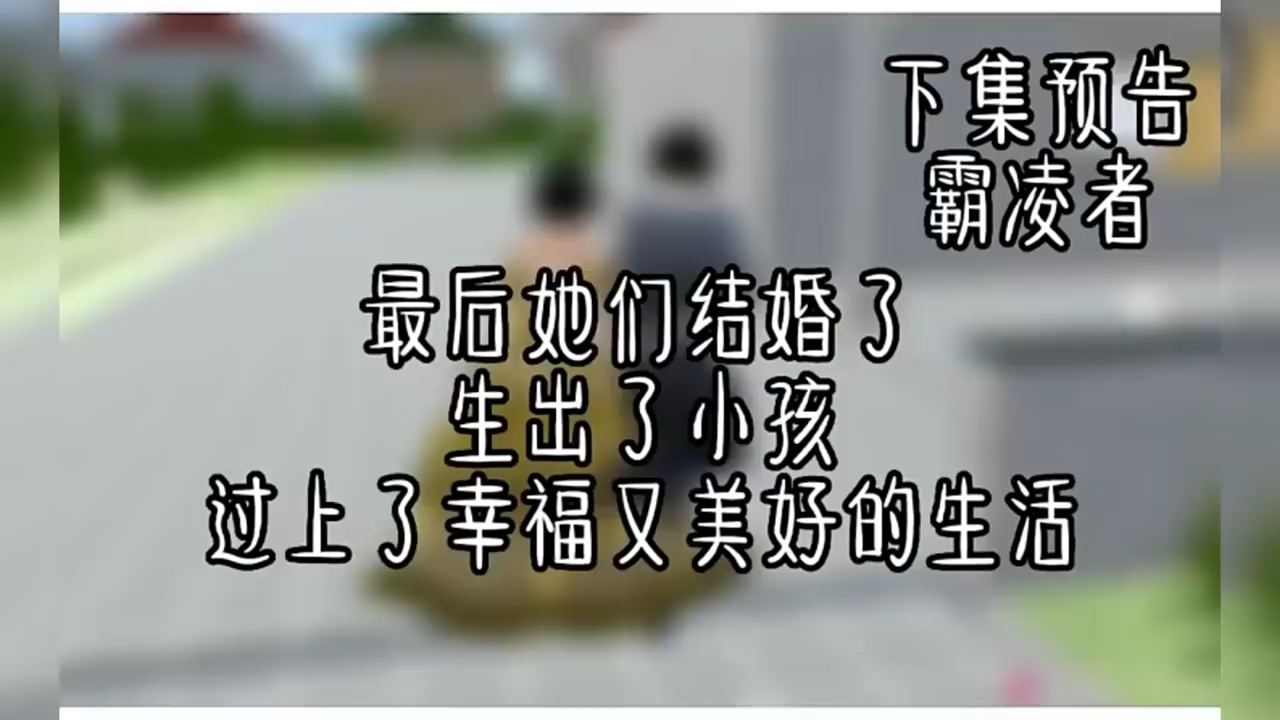 下集预告
霸凌者
最后她们结婚了
生出了小孩
过上了幸福又美好的生活